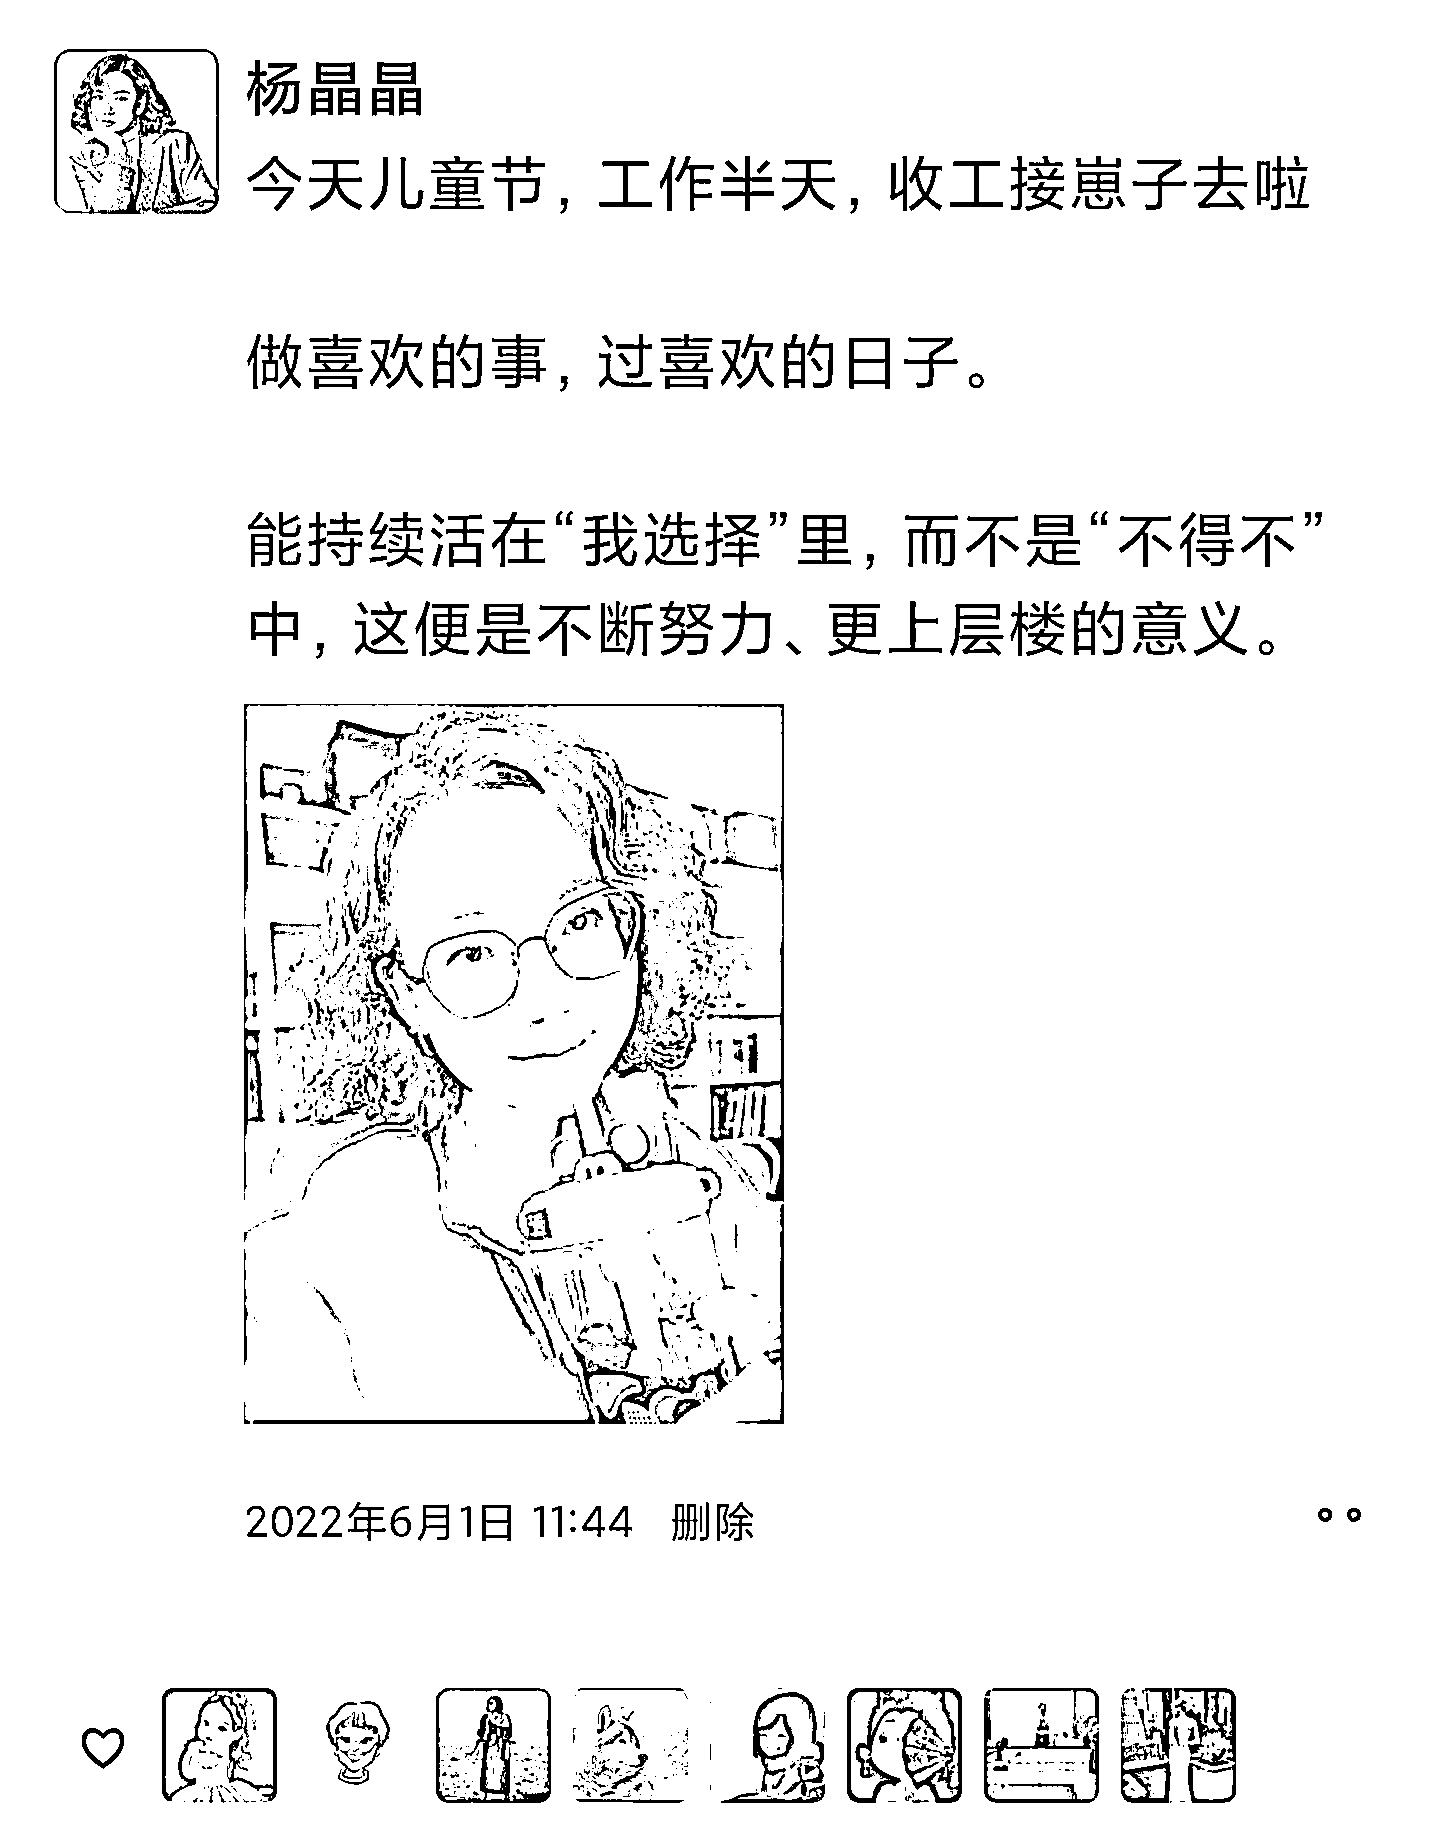 杨晶晶
今天儿童节，工作半天，收工接崽子去啦
做喜欢的事，过喜欢的日子。
能持续活在“我选择”里，而不是“不得不”
中，这便是不断努力、更上层楼的意义。
2022年6月1日 11:44 删除